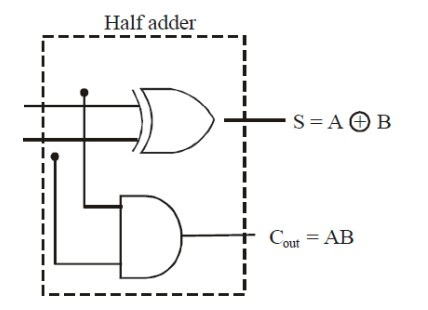 Half adder
S = A ⊕ B
Cout = AB